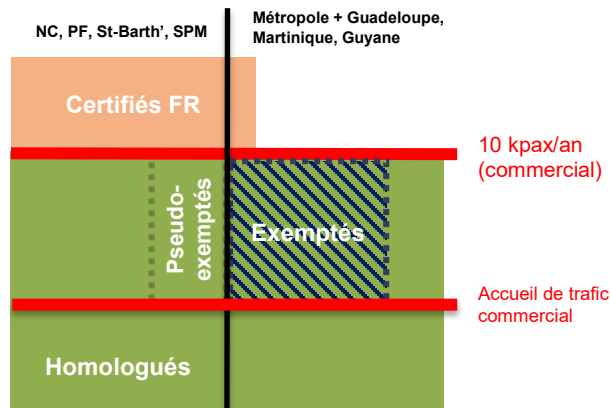 NC, PF, St-Barth’, SPM
Métropole + Guadeloupe,
Martinique, Guyane
Certifiés FR
10 kpax/an
(commercial)
Pseudo-
exemptés
Exemptés
Accueil de trafic
commercial
Homologués